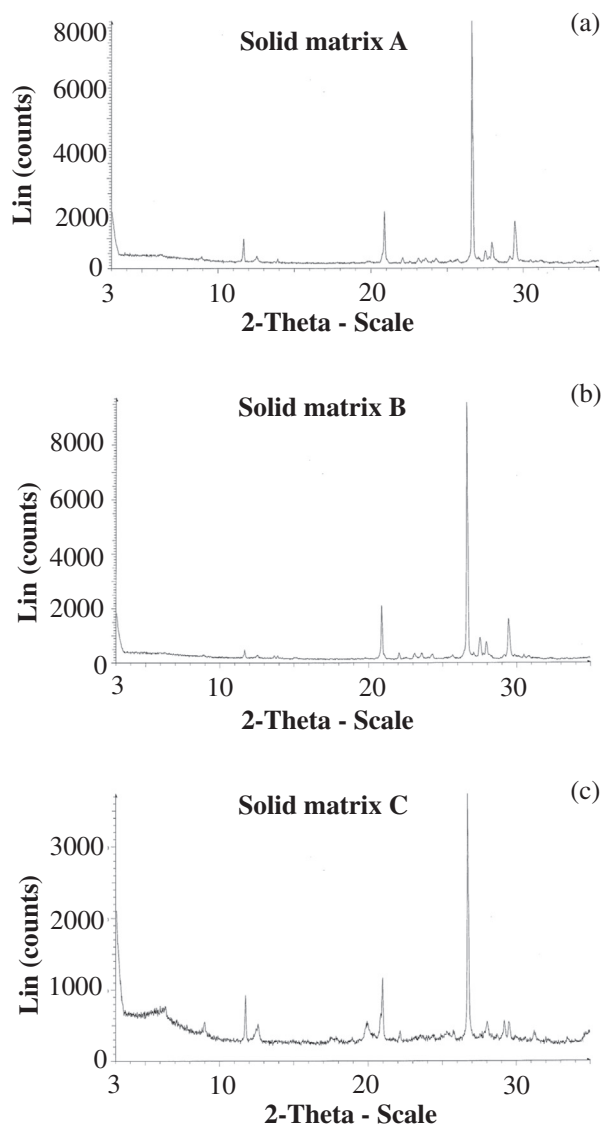 (a)
Solid matrix A
8000
6000
4000
2000
0
Lin (counts)
3 10 20 30
2-Theta - Scale
(b)
Solid matrix B
8000
6000
4000
2000
0
Lin (counts)
3 10 20 30
2-Theta - Scale
(c)
Solid matrix C
3000
2000
1000
0
Lin (counts)
3 10 20 30
2-Theta - Scale